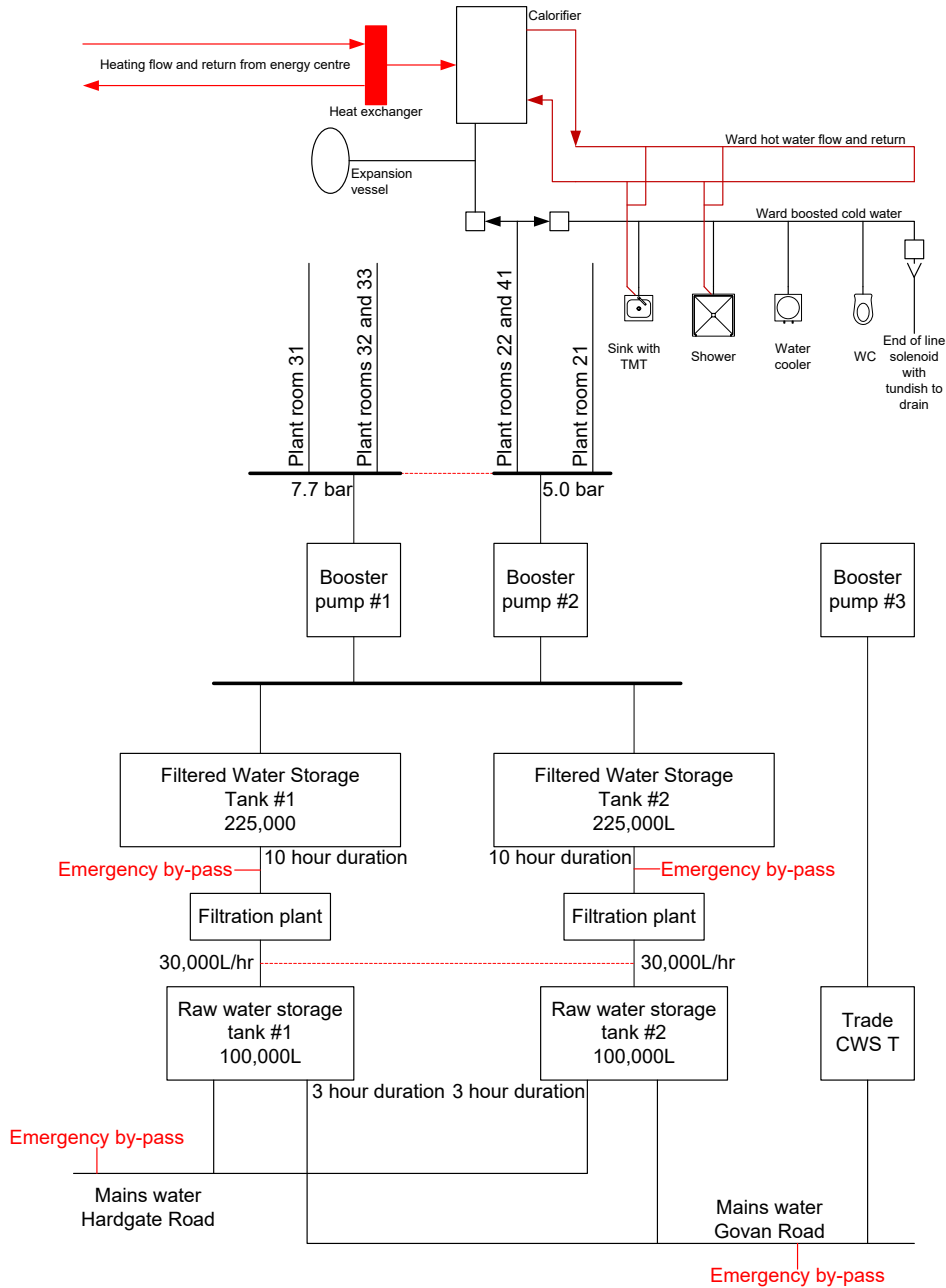 Calorifier
Heating flow and return from energy centre
Heat exchanger
Ward hot water flow and return
Expansion
vessel
Ward boosted cold water
Plant room 31
Plant rooms 32 and 33
Plant rooms 22 and 41
Plant room 21
Sink with
TMT
Shower
Water
cooler
WC
End of line
solenoid
with
tundish to
drain
7.7 bar
5.0 bar
Booster
pump #1
Booster
pump #2
Booster
pump #3
Filtered Water Storage
Tank #1
225,000
Filtered Water Storage
Tank #2
225,000L
10 hour duration
10 hour duration
Emergency by-pass
Emergency by-pass
Filtration plant
Filtration plant
30,000L/hr
30,000L/hr
Raw water storage
tank #1
100,000L
Raw water storage
tank #2
100,000L
Trade
CWS T
3 hour duration
3 hour duration
Emergency by-pass
Mains water
Hardgate Road
Mains water
Govan Road
Emergency by-pass